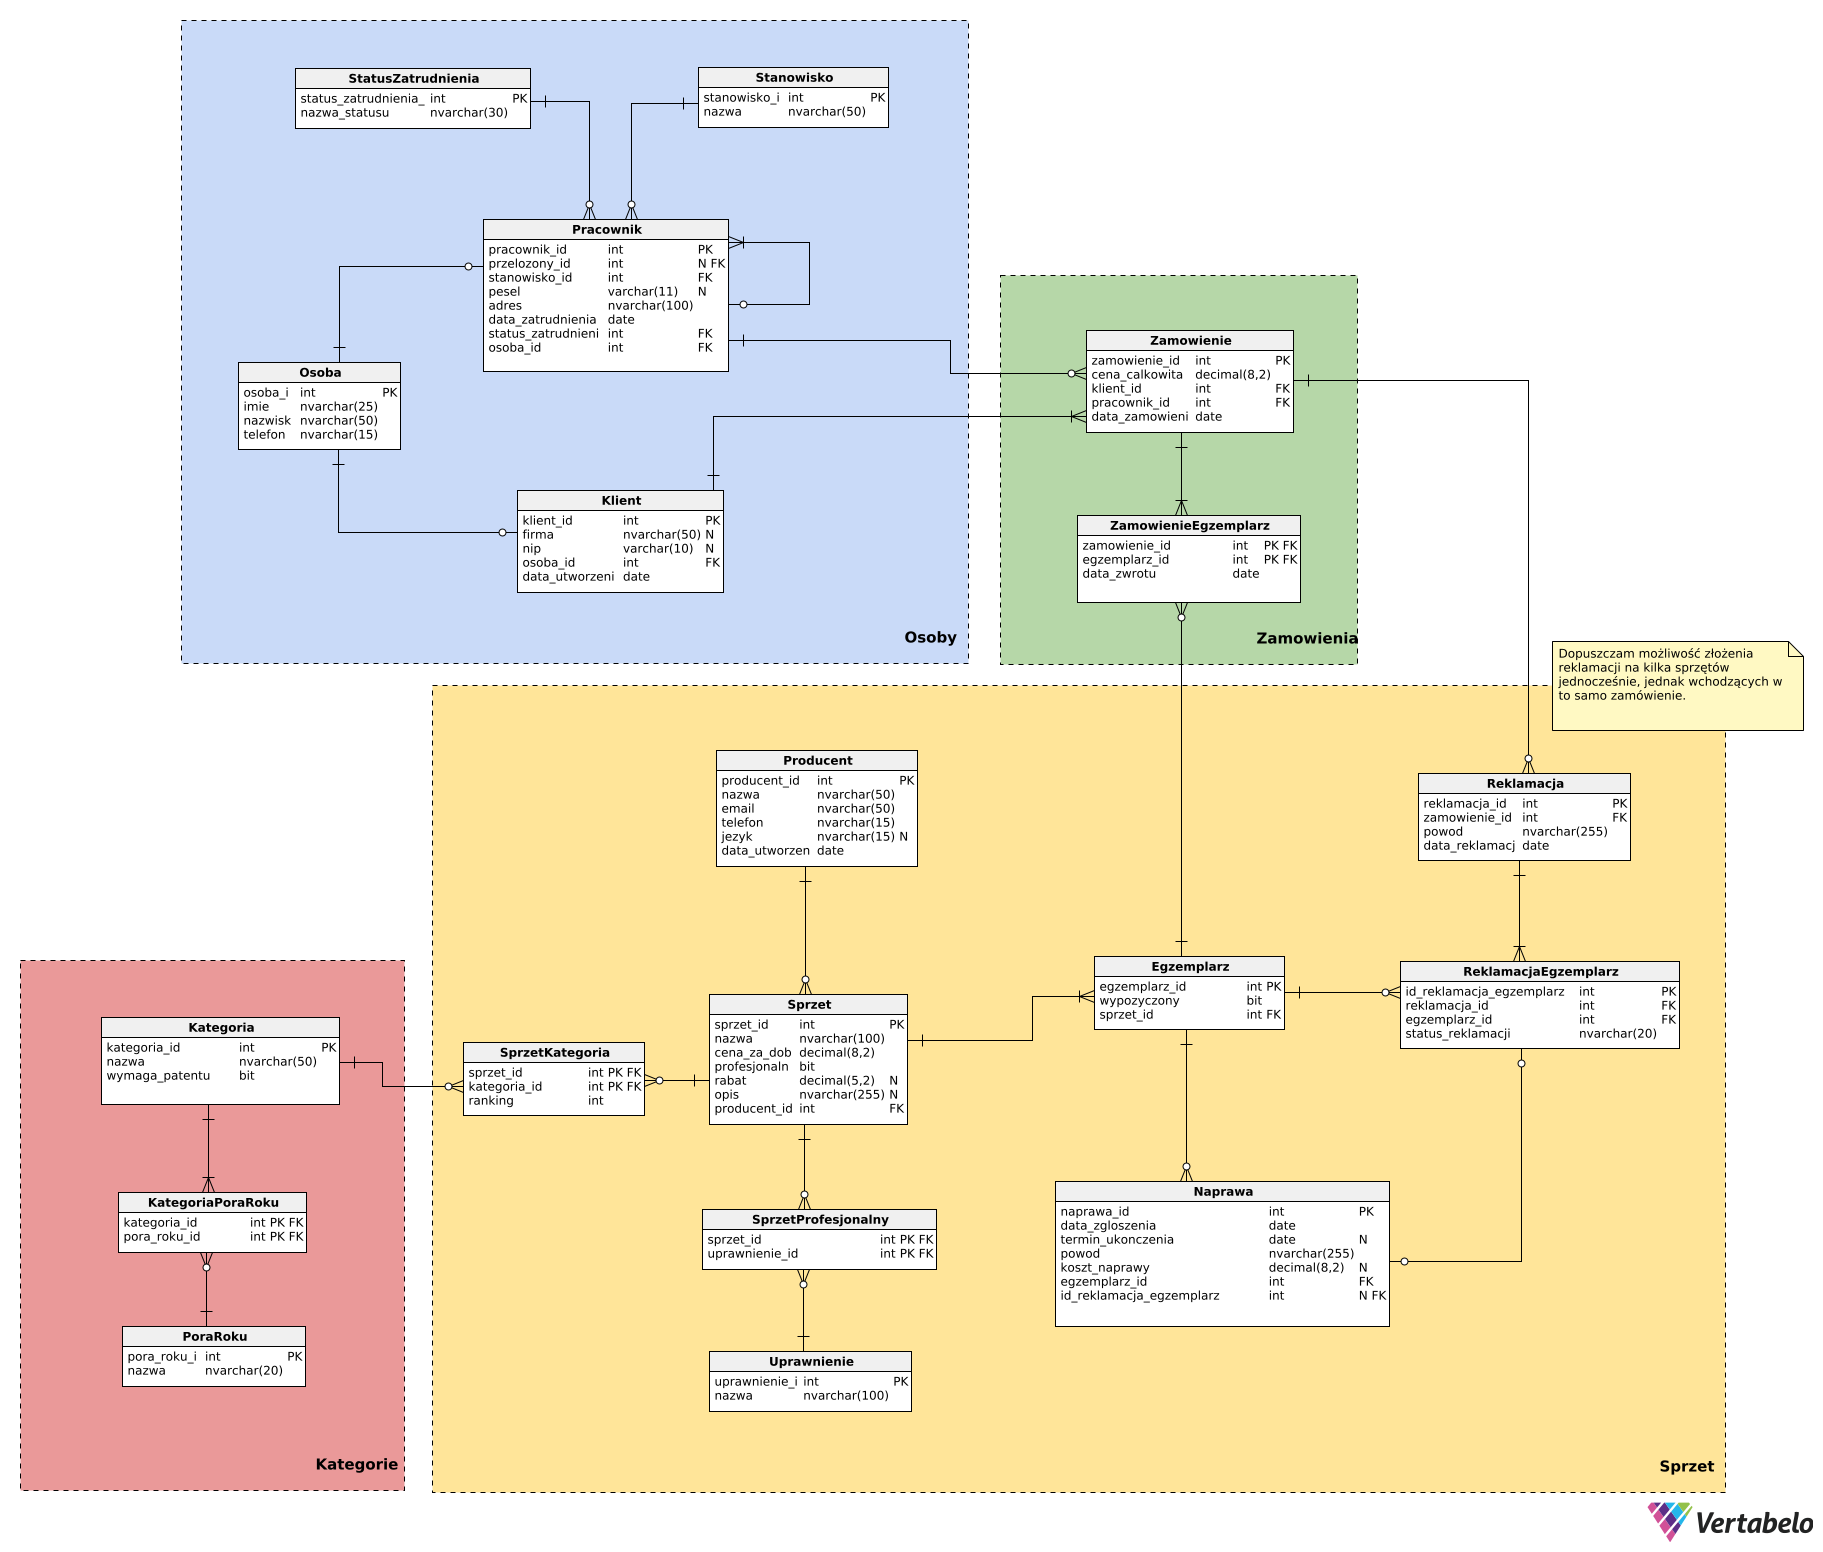 StatusZatrudnienia
status_zatrudnienia_ int PK
nazwa_statusu nvarchar(30)
Stanowisko
stanowisko_i int PK
nazwa nvarchar(50)
Pracownik
pracownik_id int PK
przelozony_id int N FK
stanowisko_id int FK
pesel varchar(11) N
adres nvarchar(100)
data_zatrudnienia date
status_zatrudnieni int FK
osoba_id int FK
Osoba
osoba_i int PK
imie nvarchar(25)
nazwisk nvarchar(50)
telefon nvarchar(15)
Klient
klient_id int PK
firma nvarchar(50) N
nip varchar(10) N
osoba_id int FK
data_utworzeni date
Osoby
Zamowienie
zamowienie_id int PK
cena_calkowita decimal(8,2)
klient_id int FK
pracownik_id int FK
data_zamowieni date
ZamowienieEgzemplarz
zamowienie_id int PK FK
egzemplarz_id int PK FK
data_zwrotu date
Zamowienia
Dopuszczam możliwość złożenia
reklamacji na kilka sprzętów
jednocześnie, jednak wchodzących w
to samo zamówienie.
Producent
producent_id int PK
nazwa nvarchar(50)
email nvarchar(50)
telefon nvarchar(15)
jezyk nvarchar(15) N
data_utworzen date
Reklamacja
reklamacja_id int PK
zamowienie_id int FK
powod nvarchar(255)
data_reklamacj date
Egzemplarz
egzemplarz_id int PK
wypozyczony bit
sprzet_id int FK
ReklamacjaEgzemplarz
id_reklamacja_egzemplarz int PK
reklamacja_id int FK
egzemplarz_id int FK
status_reklamacji nvarchar(20)
Sprzet
sprzet_id int PK
nazwa nvarchar(100)
cena_za_dob decimal(8,2)
profesjonaln bit
rabat decimal(5,2) N
opis nvarchar(255) N
producent_id int FK
SprzetKategoria
sprzet_id int PK FK
kategoria_id int PK FK
ranking int
Kategoria
kategoria_id int PK
nazwa nvarchar(50)
wymaga_patentu bit
KategoriaPoraRoku
kategoria_id int PK FK
pora_roku_id int PK FK
PoraRoku
pora_roku_i int PK
nazwa nvarchar(20)
Kategorie
SprzetProfesjonalny
sprzet_id int PK FK
uprawnienie_id int PK FK
Uprawnienie
uprawnienie_i int PK
nazwa nvarchar(100)
Naprawa
naprawa_id int PK
data_zgloszenia date
termin_ukonczenia date N
powod nvarchar(255)
koszt_naprawy decimal(8,2) N
egzemplarz_id int FK
id_reklamacja_egzemplarz int N FK
Sprzet
Vertabelo